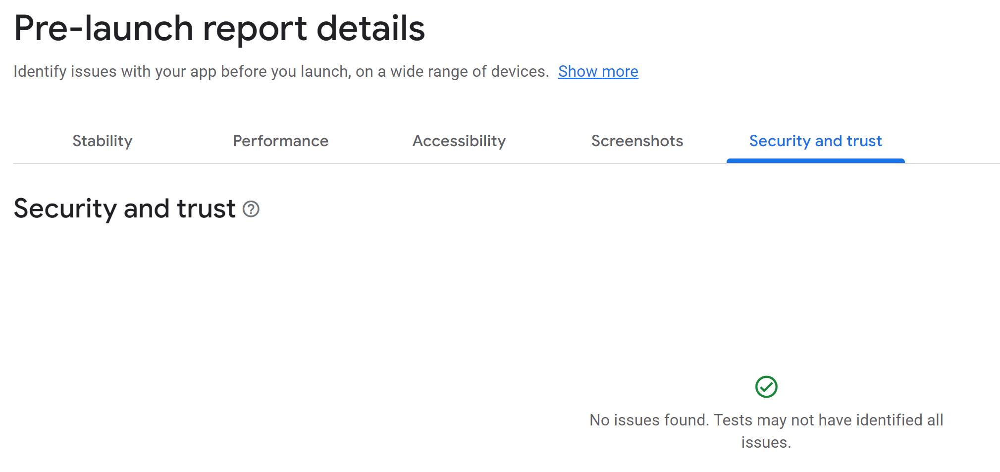 Pre-launch report details
Identify issues with your app before you launch, on a wide range of devices. Show more
Stability Performance Accessibility Screenshots Security and trust
Security and trust
No issues found. Tests may not have identified all
issues.